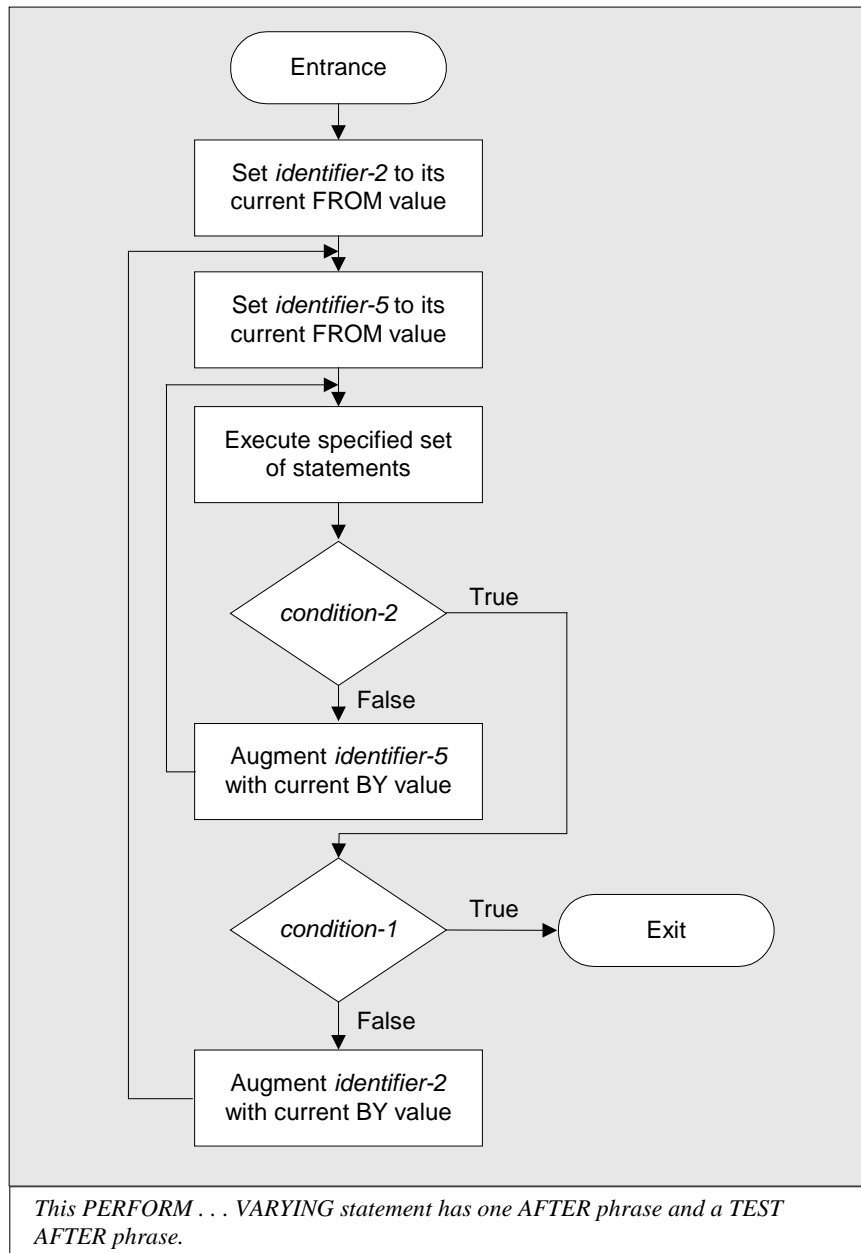 Entrance
Set identifier-2 to its
current FROM value
Set identifier-5 to its
current FROM value
Execute specified set
of statements
condition-2
True
False
Augment identifier-5
with current BY value
condition-1
True
Exit
False
Augment identifier-2
with current BY value
This PERFORM . . . VARYING statement has one AFTER phrase and a TEST
AFTER phrase.